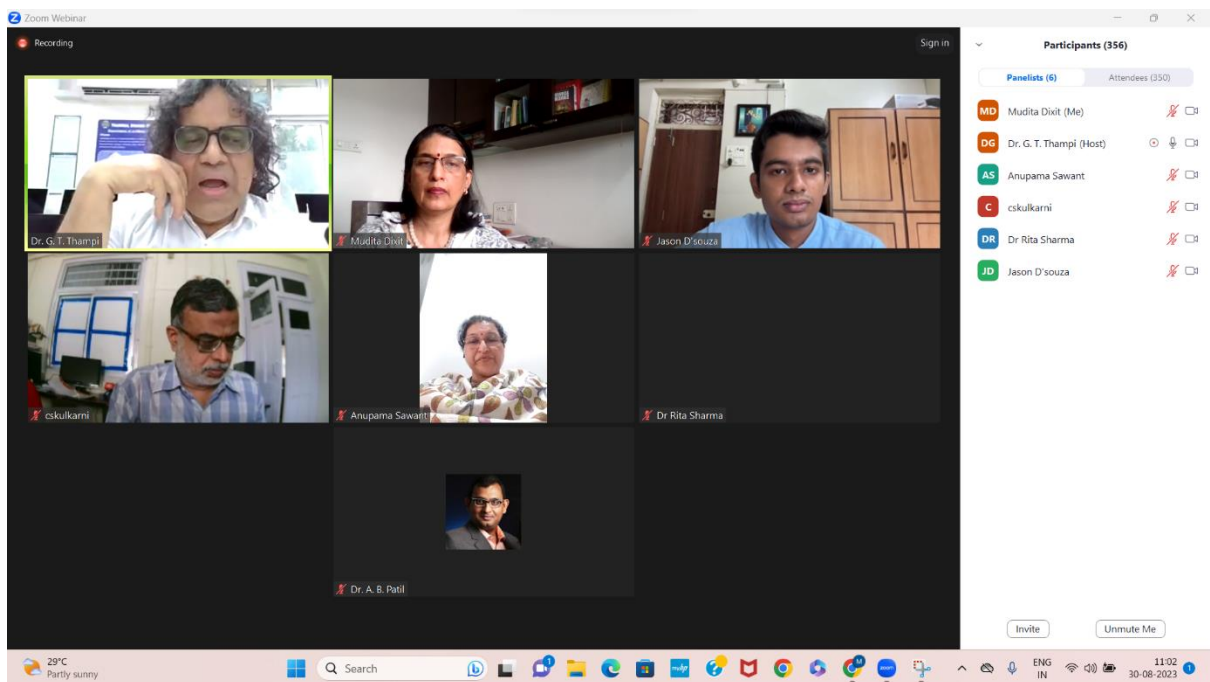 Zoom Webinar
Recording
Sign in
Dr. G. T. Thampi
Mudita Dixit
Jason D'souza
cskulkarni
Anupama Sawant
Dr Rita Sharma
Dr. A. B. Patil
Participants (356)
Panelists (6) Attendees (350)
MD Mudita Dixit (Me)
DG Dr. G. T. Thampi (Host)
AS Anupama Sawant
C cskulkarni
DR Dr Rita Sharma
JD Jason D'souza
Invite Unmute Me
29°C
Partly sunny
Search
ENG
IN
11:02
30-08-2023
1